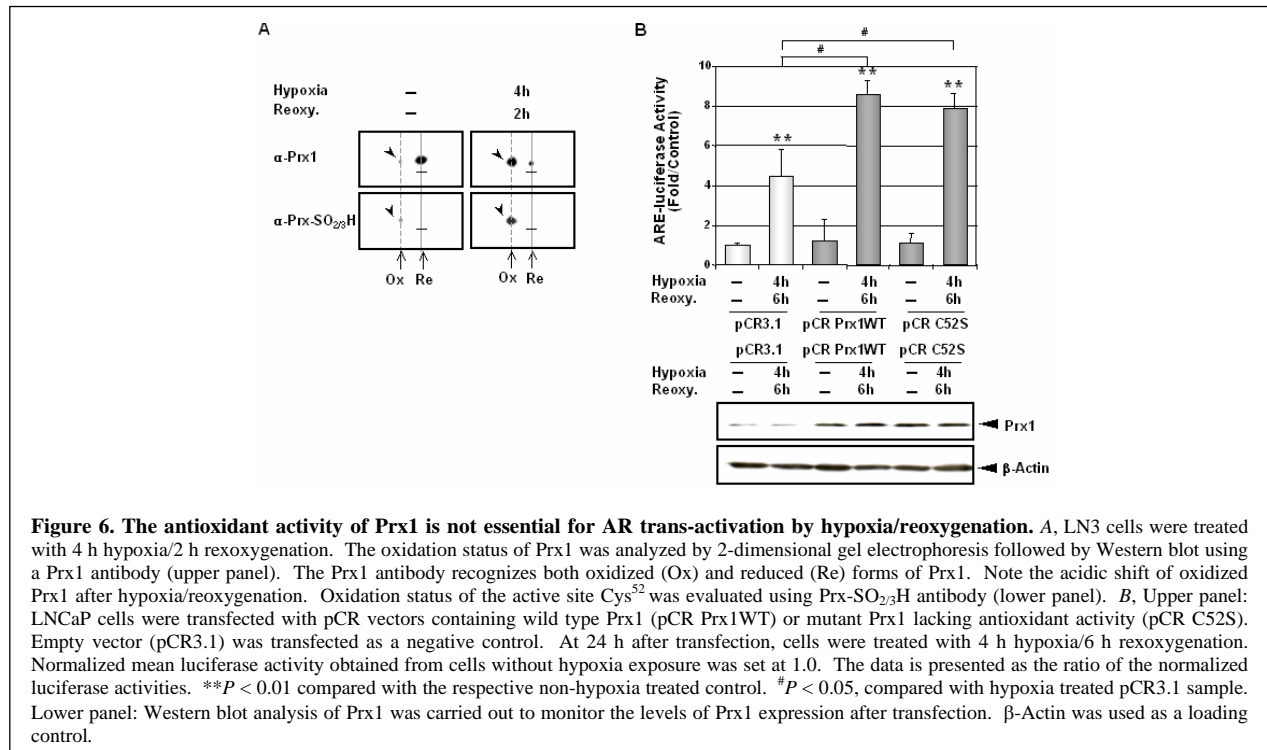 A
Hypoxia – 4h
Reoxy. – 2h
α-Prx1
α-Prx-SO2/3H
Ox Re
B
#
#
ARE-luciferase Activity
(Fold/Control)
10
8
6
4
2
0
**
**
**
Hypoxia – 4h – 4h – 4h
Reoxy. – 6h – 6h – 6h
pCR3.1 pCR Prx1WT pCR C52S
pCR3.1 pCR Prx1WT pCR C52S
Hypoxia – 4h – 4h – 4h
Reoxy. – 6h – 6h – 6h
Prx1
β-Actin
Figure 6. The antioxidant activity of Prx1 is not essential for AR trans-activation by hypoxia/reoxygenation. A, LN3 cells were treated
with 4 h hypoxia/2 h rexoxygenation. The oxidation status of Prx1 was analyzed by 2-dimensional gel electrophoresis followed by Western blot using
a Prx1 antibody (upper panel). The Prx1 antibody recognizes both oxidized (Ox) and reduced (Re) forms of Prx1. Note the acidic shift of oxidized
Prx1 after hypoxia/reoxygenation. Oxidation status of the active site Cys52 was evaluated using Prx-SO2/3H antibody (lower panel). B, Upper panel:
LNCaP cells were transfected with pCR vectors containing wild type Prx1 (pCR Prx1WT) or mutant Prx1 lacking antioxidant activity (pCR C52S).
Empty vector (pCR3.1) was transfected as a negative control. At 24 h after transfection, cells were treated with 4 h hypoxia/6 h rexoxygenation.
Normalized mean luciferase activity obtained from cells without hypoxia exposure was set at 1.0. The data is presented as the ratio of the normalized
luciferase activities. **P < 0.01 compared with the respective non-hypoxia treated control. #P < 0.05, compared with hypoxia treated pCR3.1 sample.
Lower panel: Western blot analysis of Prx1 was carried out to monitor the levels of Prx1 expression after transfection. β-Actin was used as a loading
control.